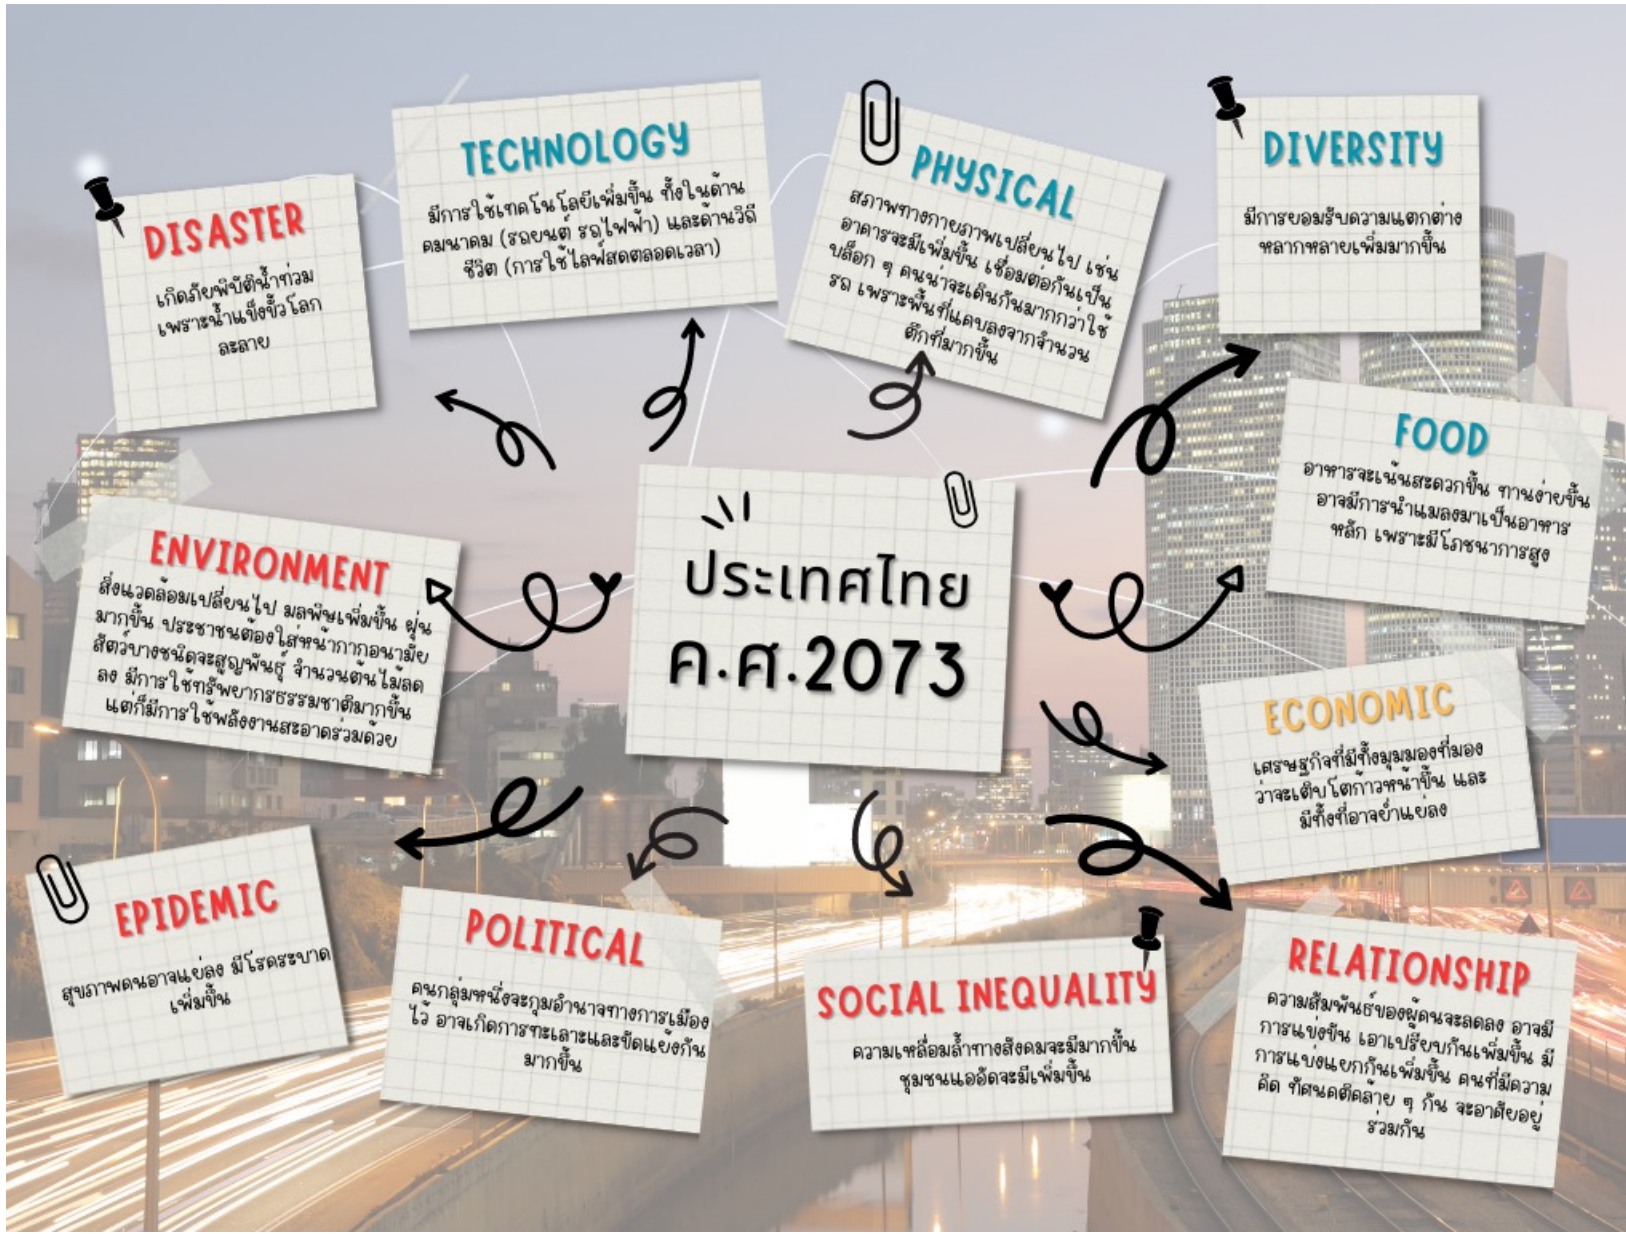 TECHNOLOGY
มีการใช้เทคโนโลยีเพิ่มขึ้น ทั้งในด้าน
คมนาคม (รถยนต์ รถไฟฟ้า) และด้านวิถี
ชีวิต (การใช้ไลฟ์สดตลอดเวลา)
PHYSICAL
สภาพทางกายภาพเปลี่ยนไป เช่น
อาคารจะมีเพิ่มขึ้น เชื่อมต่อกันเป็น
บล็อก ๆ คนน่าจะเดินกันมากกว่าใช้
รถ เพราะพื้นที่แคบลงจากจำนวน
ตึกที่มากขึ้น
DIVERSITY
มีการยอมรับความแตกต่าง
หลากหลายเพิ่มมากขึ้น
DISASTER
เกิดภัยพิบัติน้ำท่วม
เพราะน้ำแข็งขั้วโลก
ละลาย
FOOD
อาหารจะเน้นสะดวกขึ้น ทานง่ายขึ้น
อาจมีการนำแมลงมาเป็นอาหาร
หลัก เพราะมีโภชนาการสูง
ENVIRONMENT
สิ่งแวดล้อมเปลี่ยนไป มลพิษเพิ่มขึ้น ฝุ่น
มากขึ้น ประชาชนต้องใส่หน้ากากอนามัย
สัตว์บางชนิดจะสูญพันธุ์ จำนวนต้นไม้ลด
ลง มีการใช้ทรัพยากรธรรมชาติมากขึ้น
แต่ก็มีการใช้พลังงานสะอาดร่วมด้วย
ประเทศไทย
ค.ศ.2073
ECONOMIC
เศรษฐกิจที่มีทั้งมุมมองที่มอง
ว่าจะเติบโตก้าวหน้าขึ้น และ
มีทั้งที่อาจย่ำแย่ลง
EPIDEMIC
สุขภาพคนอาจแย่ลง มีโรคระบาด
เพิ่มขึ้น
POLITICAL
คนกลุ่มหนึ่งจะกุมอำนาจทางการเมือง
ไว้ อาจเกิดการทะเลาะและขัดแย้งกัน
มากขึ้น
SOCIAL INEQUALITY
ความเหลื่อมล้ำทางสังคมจะมีมากขึ้น
ชุมชนแออัดจะมีเพิ่มขึ้น
RELATIONSHIP
ความสัมพันธ์ของผู้คนจะลดลง อาจมี
การแข่งขัน เอาเปรียบกันเพิ่มขึ้น มี
การแบ่งแยกกันเพิ่มขึ้น คนที่มีความ
คิด ทัศนคติคล้าย ๆ กัน จะอาศัยอยู่
ร่วมกัน